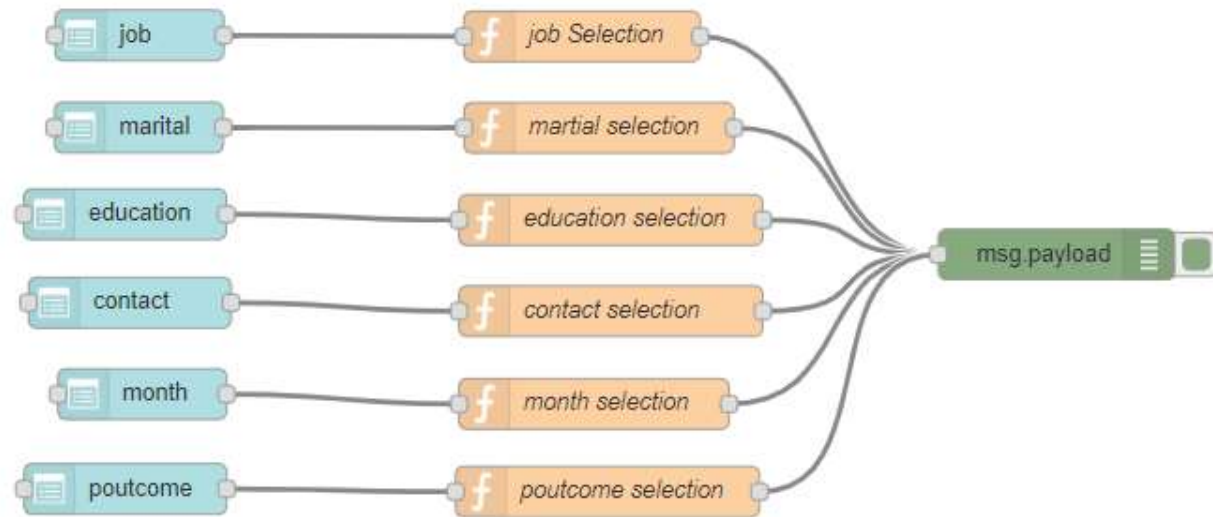 job
job Selection
marital
martial selection
education
education selection
msg.payload
contact
contact selection
month
month selection
poutcome
poutcome selection